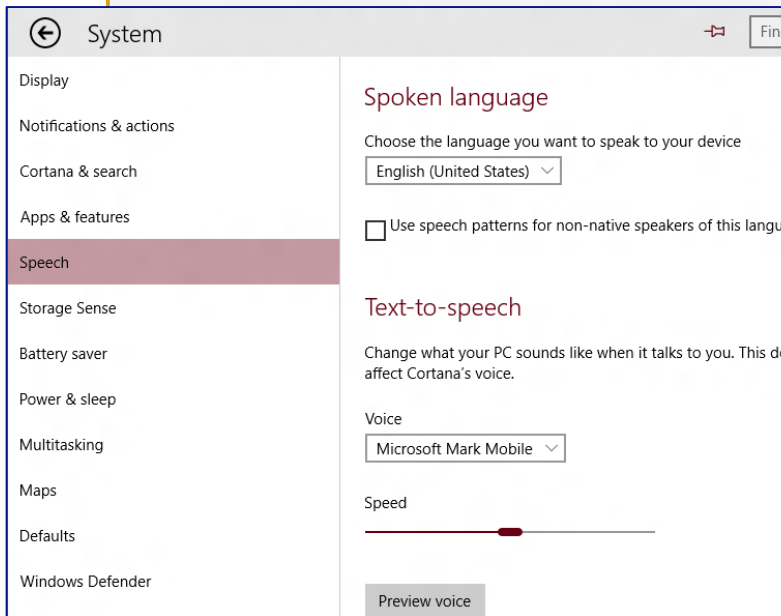 System
Fin
Display
Notifications & actions
Cortana & search
Apps & features
Speech
Storage Sense
Battery saver
Power & sleep
Multitasking
Maps
Defaults
Windows Defender
Spoken language
Choose the language you want to speak to your device
English (United States)
Use speech patterns for non-native speakers of this langu
Text-to-speech
Change what your PC sounds like when it talks to you. This d
affect Cortana's voice.
Voice
Microsoft Mark Mobile
Speed
Preview voice